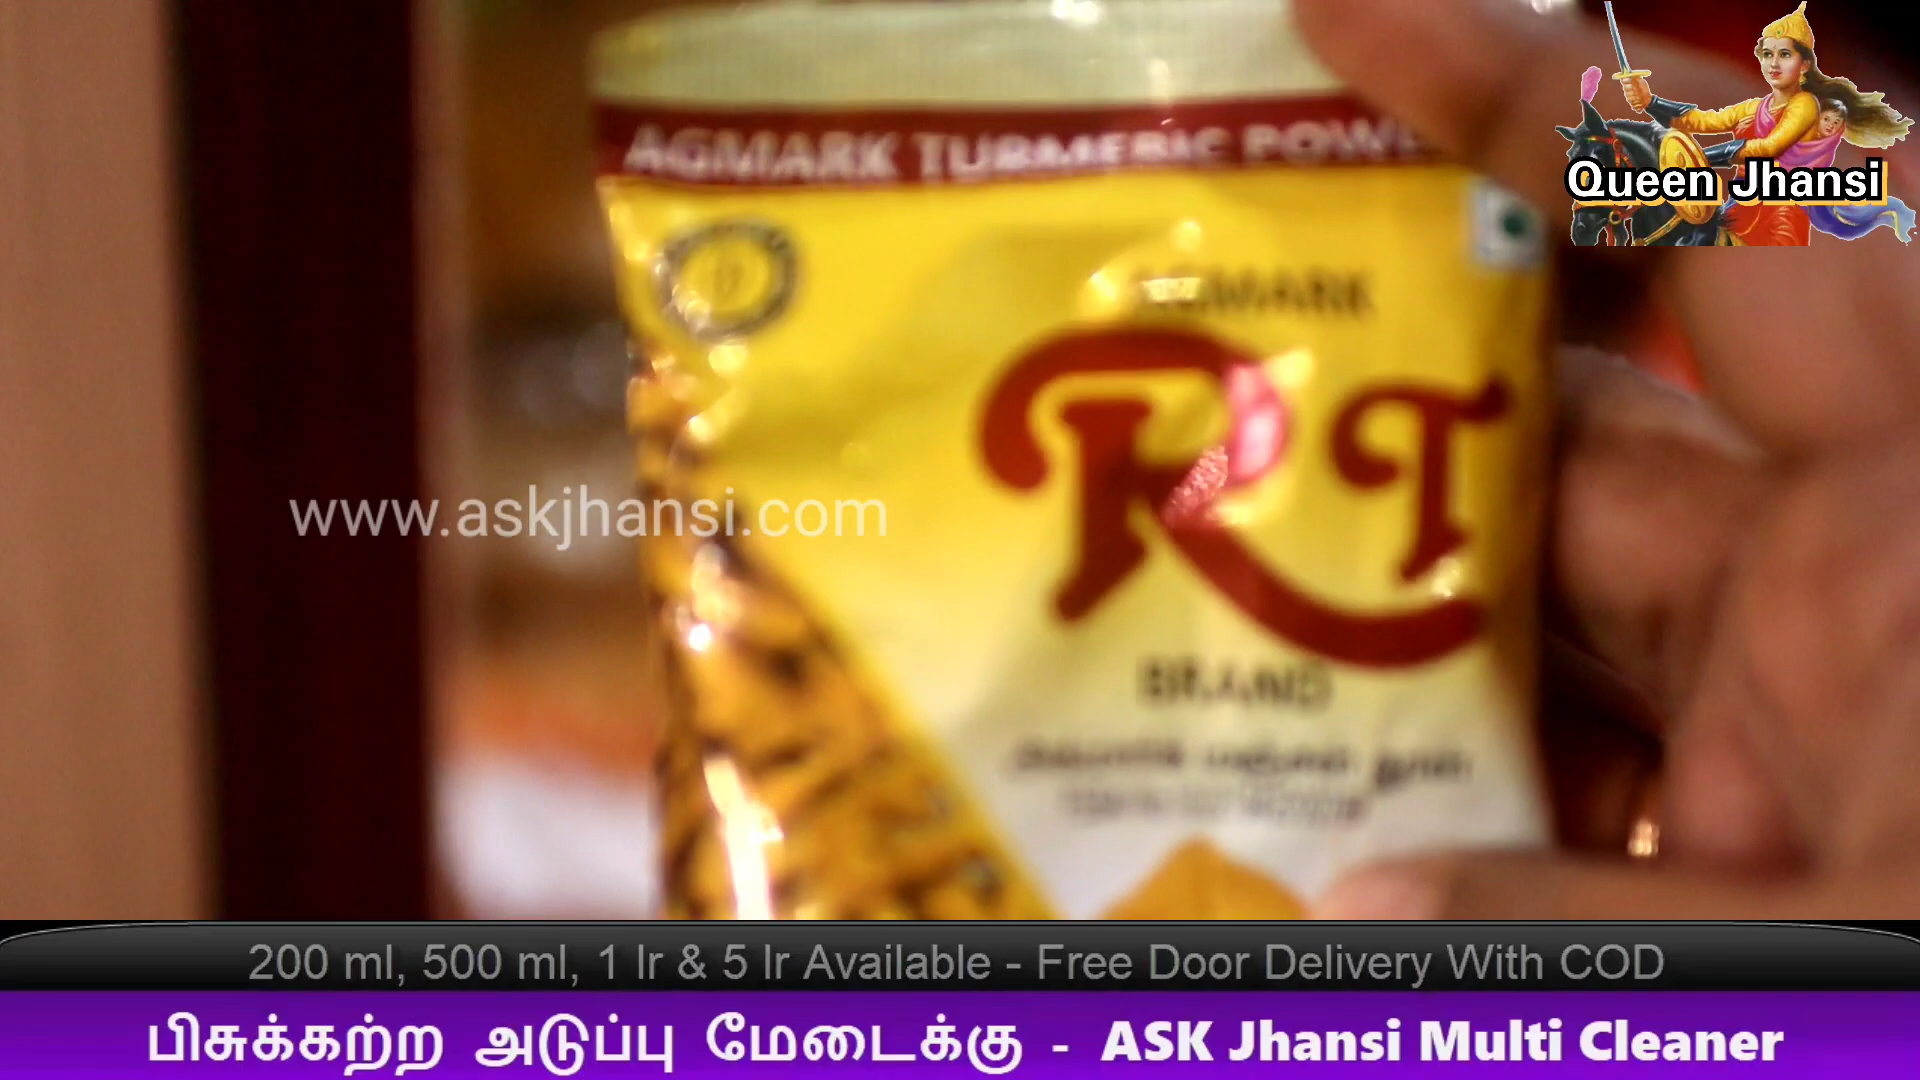 AGMARK TURMERIC POW
Queen Jhansi
AGMARK
RT
www.askjhansi.com
BRAND
200 ml, 500 ml, 1 lr & 5 lr Available - Free Door Delivery With COD
பிசுக்கற்ற அடுப்பு மேடைக்கு - ASK Jhansi Multi Cleaner